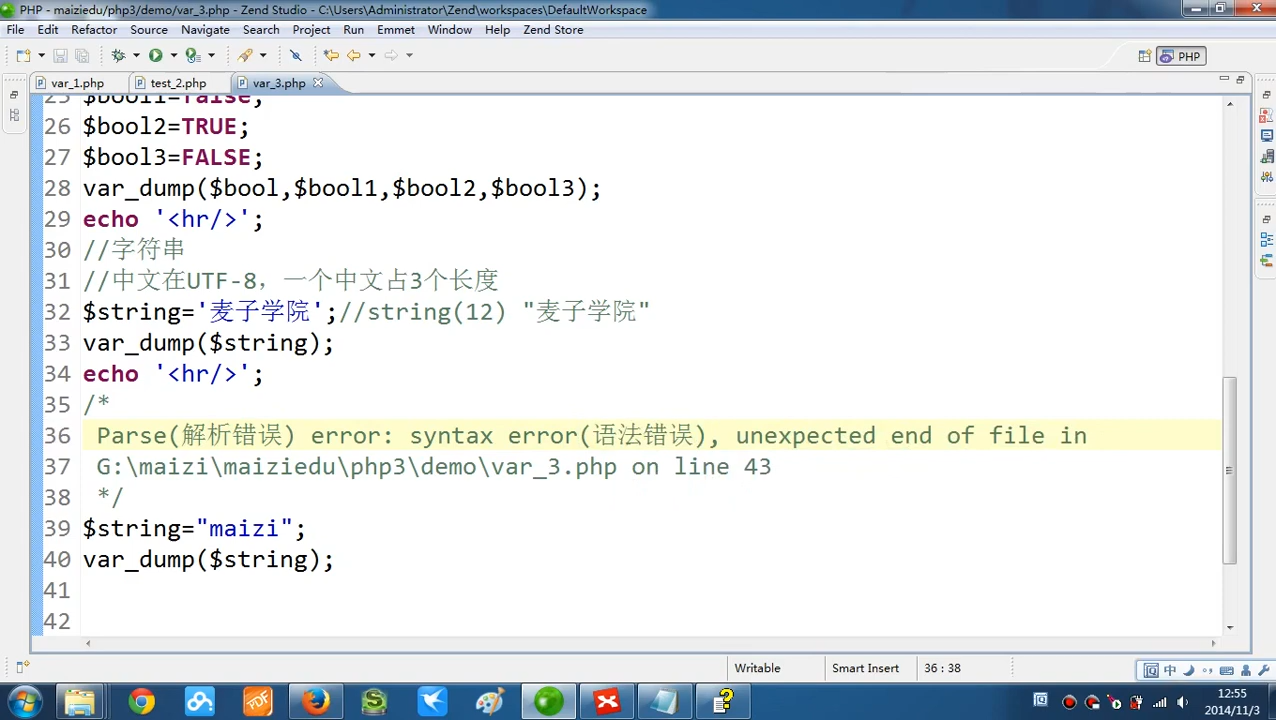 PHP - maiziedu/php3/demo/var_3.php - Zend Studio - C:\Users\Administrator\Zend\workspaces\DefaultWorkspace
File Edit Refactor Source Navigate Search Project Run Emmet Window Help Zend Store
PHP
var_1.php test_2.php var_3.php
25 $bool1=false;
26 $bool2=TRUE;
27 $bool3=FALSE;
28 var_dump($bool,$bool1,$bool2,$bool3);
29 echo '<hr/>';
30 //字符串
31 //中文在UTF-8，一个中文占3个长度
32 $string='麦子学院';//string(12) "麦子学院"
33 var_dump($string);
34 echo '<hr/>';
35 /*
36 Parse(解析错误) error: syntax error(语法错误), unexpected end of file in
37 G:\maizi\maiziedu\php3\demo\var_3.php on line 43
38 */
39 $string="maizi";
40 var_dump($string);
41
42
Writable Smart Insert 36 : 38
中
PDF
12:55
2014/11/3